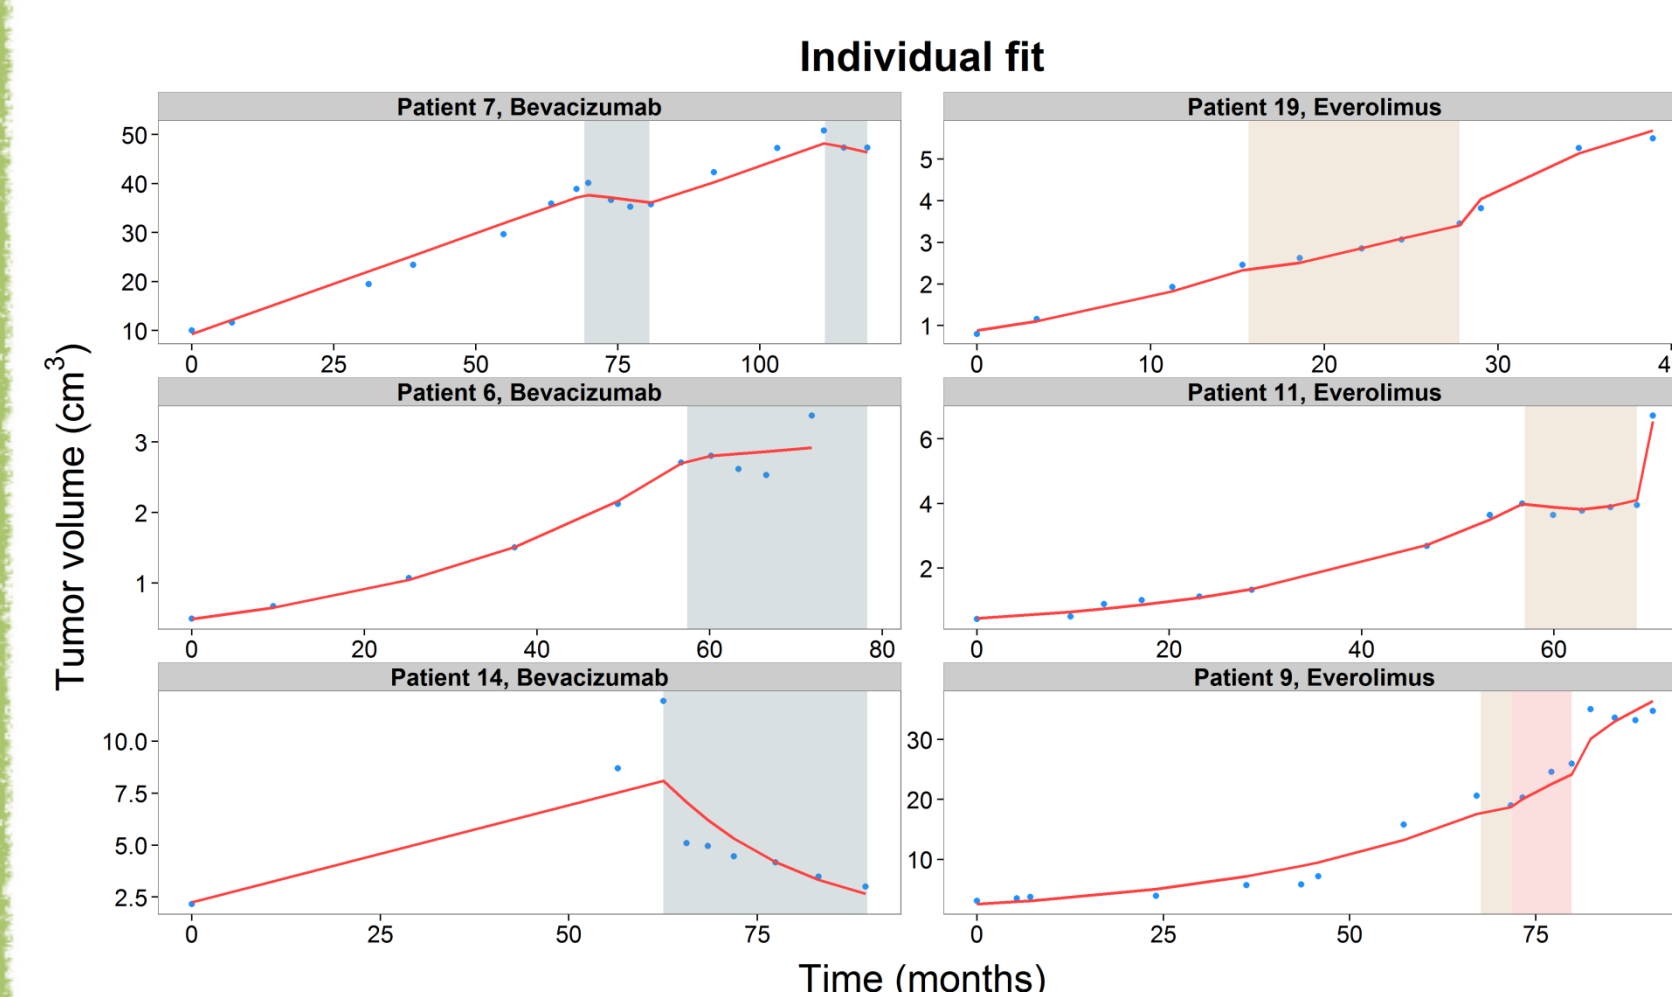 Individual fit
Tumor volume (cm³)
Patient 7, Bevacizumab
50
40
30
20
10
0 25 50 75 100
Patient 19, Everolimus
5
4
3
2
1
0 10 20 30 4
Patient 6, Bevacizumab
3
2
1
0 20 40 60 80
Patient 11, Everolimus
6
4
2
0 20 40 60
Patient 14, Bevacizumab
10.0
7.5
5.0
2.5
0 25 50 75
Patient 9, Everolimus
30
20
10
0 25 50 75
Time (months)